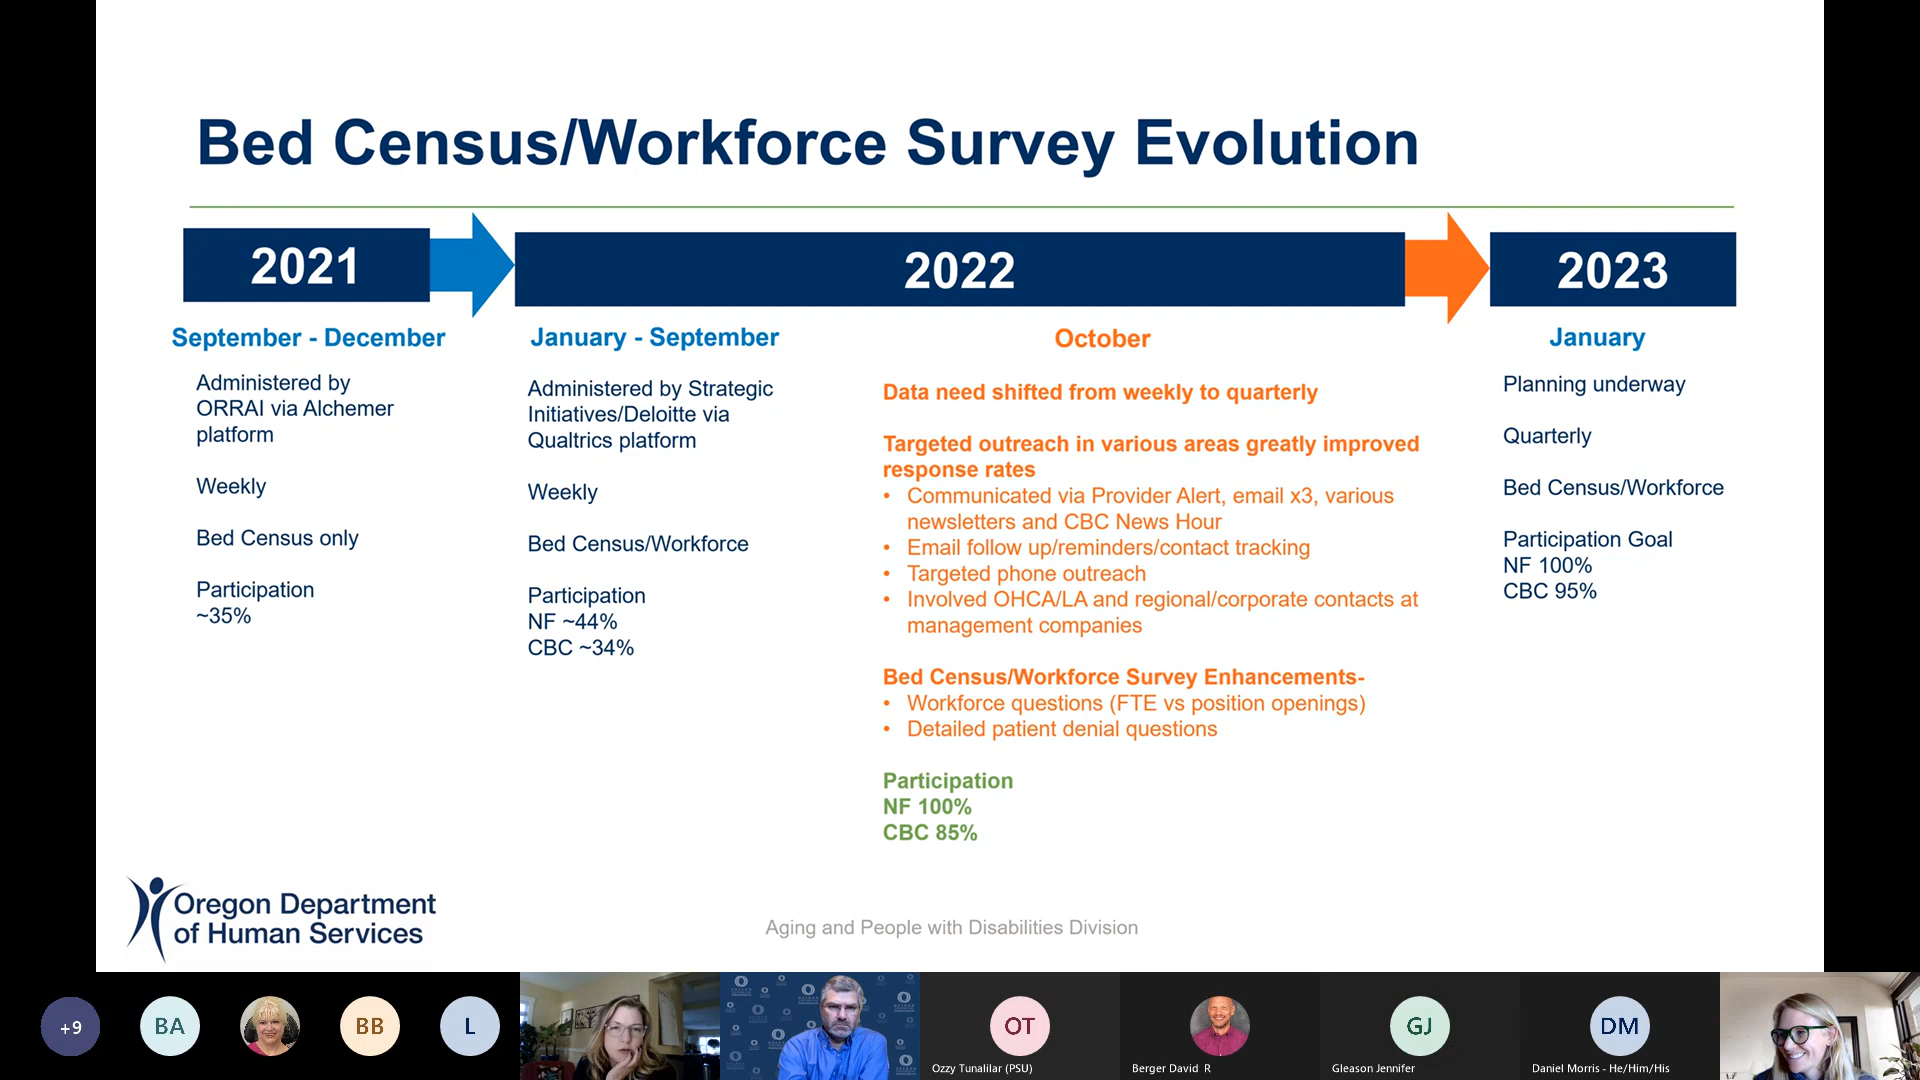 Bed Census/Workforce Survey Evolution
2021
2022
2023
September - December
Administered by
ORRAI via Alchemer
platform
Weekly
Bed Census only
Participation
~35%
January - September
Administered by Strategic
Initiatives/Deloitte via
Qualtrics platform
Weekly
Bed Census/Workforce
Participation
NF ~44%
CBC ~34%
October
Data need shifted from weekly to quarterly
Targeted outreach in various areas greatly improved
response rates
• Communicated via Provider Alert, email x3, various
newsletters and CBC News Hour
• Email follow up/reminders/contact tracking
• Targeted phone outreach
• Involved OHCA/LA and regional/corporate contacts at
management companies
Bed Census/Workforce Survey Enhancements-
• Workforce questions (FTE vs position openings)
• Detailed patient denial questions
Participation
NF 100%
CBC 85%
January
Planning underway
Quarterly
Bed Census/Workforce
Participation Goal
NF 100%
CBC 95%
Oregon Department
of Human Services
Aging and People with Disabilities Division
+9
BA
BB
L
OT
Ozzy Tunalilar (PSU)
Berger David R
GJ
Gleason Jennifer
DM
Daniel Morris - He/Him/His